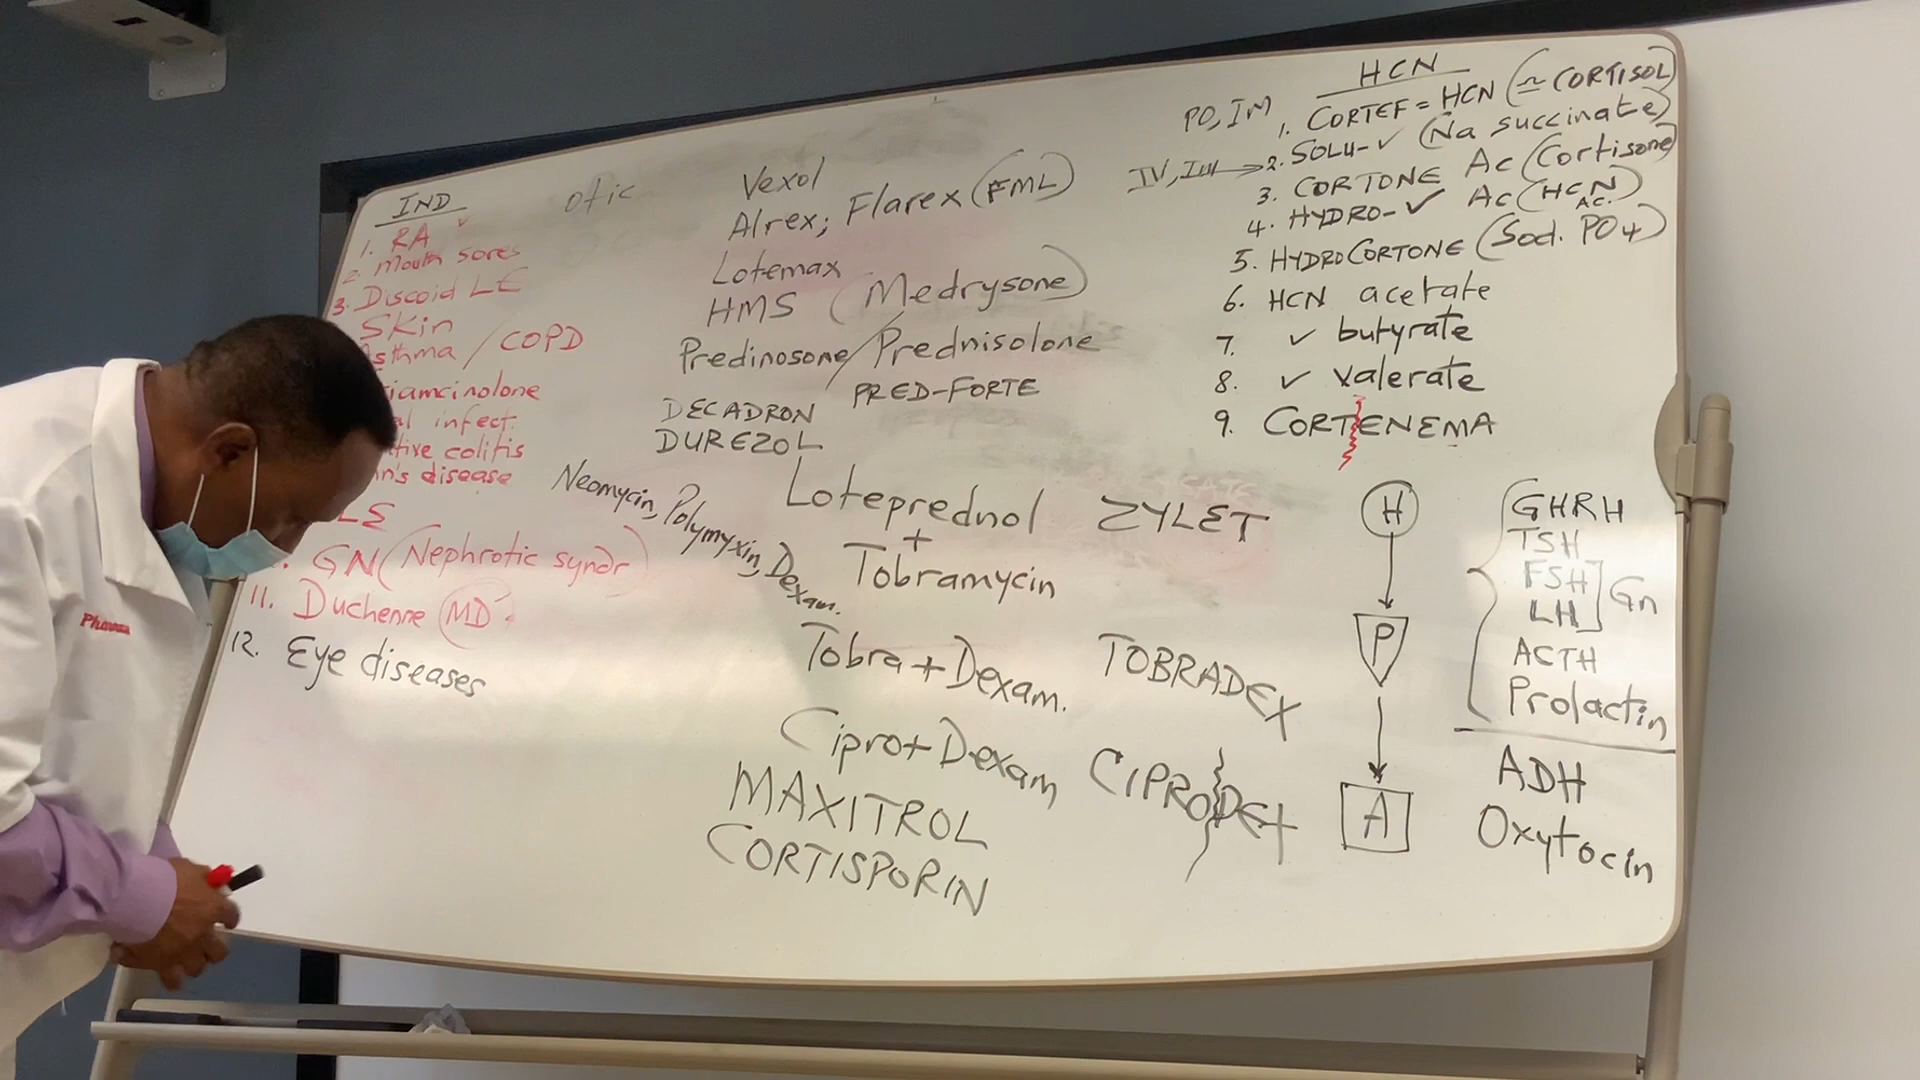 IND
1. RA
2. Mouth sores
3. Discoid LE
Skin
Asthma / COPD
iamcinolone
al infect.
tive colitis
n's disease
LE
. GN (Nephrotic syndr)
11. Duchenne (MD)
12. Eye diseases
otic
Vexol
Alrex; Flarex (FML)
Lotemax
HMS (Medrysone)
Predinosone / Prednisolone
PRED-FORTE
DECADRON
DUREZOL
Neomycin, Polymyxin, Dexam.
Loteprednol ZYLET
+
Tobramycin
Tobra + Dexam. TOBRADEX
Cipro + Dexam CIPRODEX
MAXITROL
CORTISPORIN
HCN
PO, IM 1. CORTEF = HCN (≃ CORTISOL)
IV, IM → 2. SOLU- ✓ (Na succinate)
3. CORTONE Ac (Cortisone)
4. HYDRO- ✓ Ac (HCN AC.)
5. HYDROCORTONE (Sod. PO4)
6. HCN acetate
7. ✓ butyrate
8. ✓ valerate
9. CORTENEMA
H
P
A
GHRH
TSH
FSH
LH ] Gn
ACTH
Prolactin
ADH
Oxytocin
Pharma